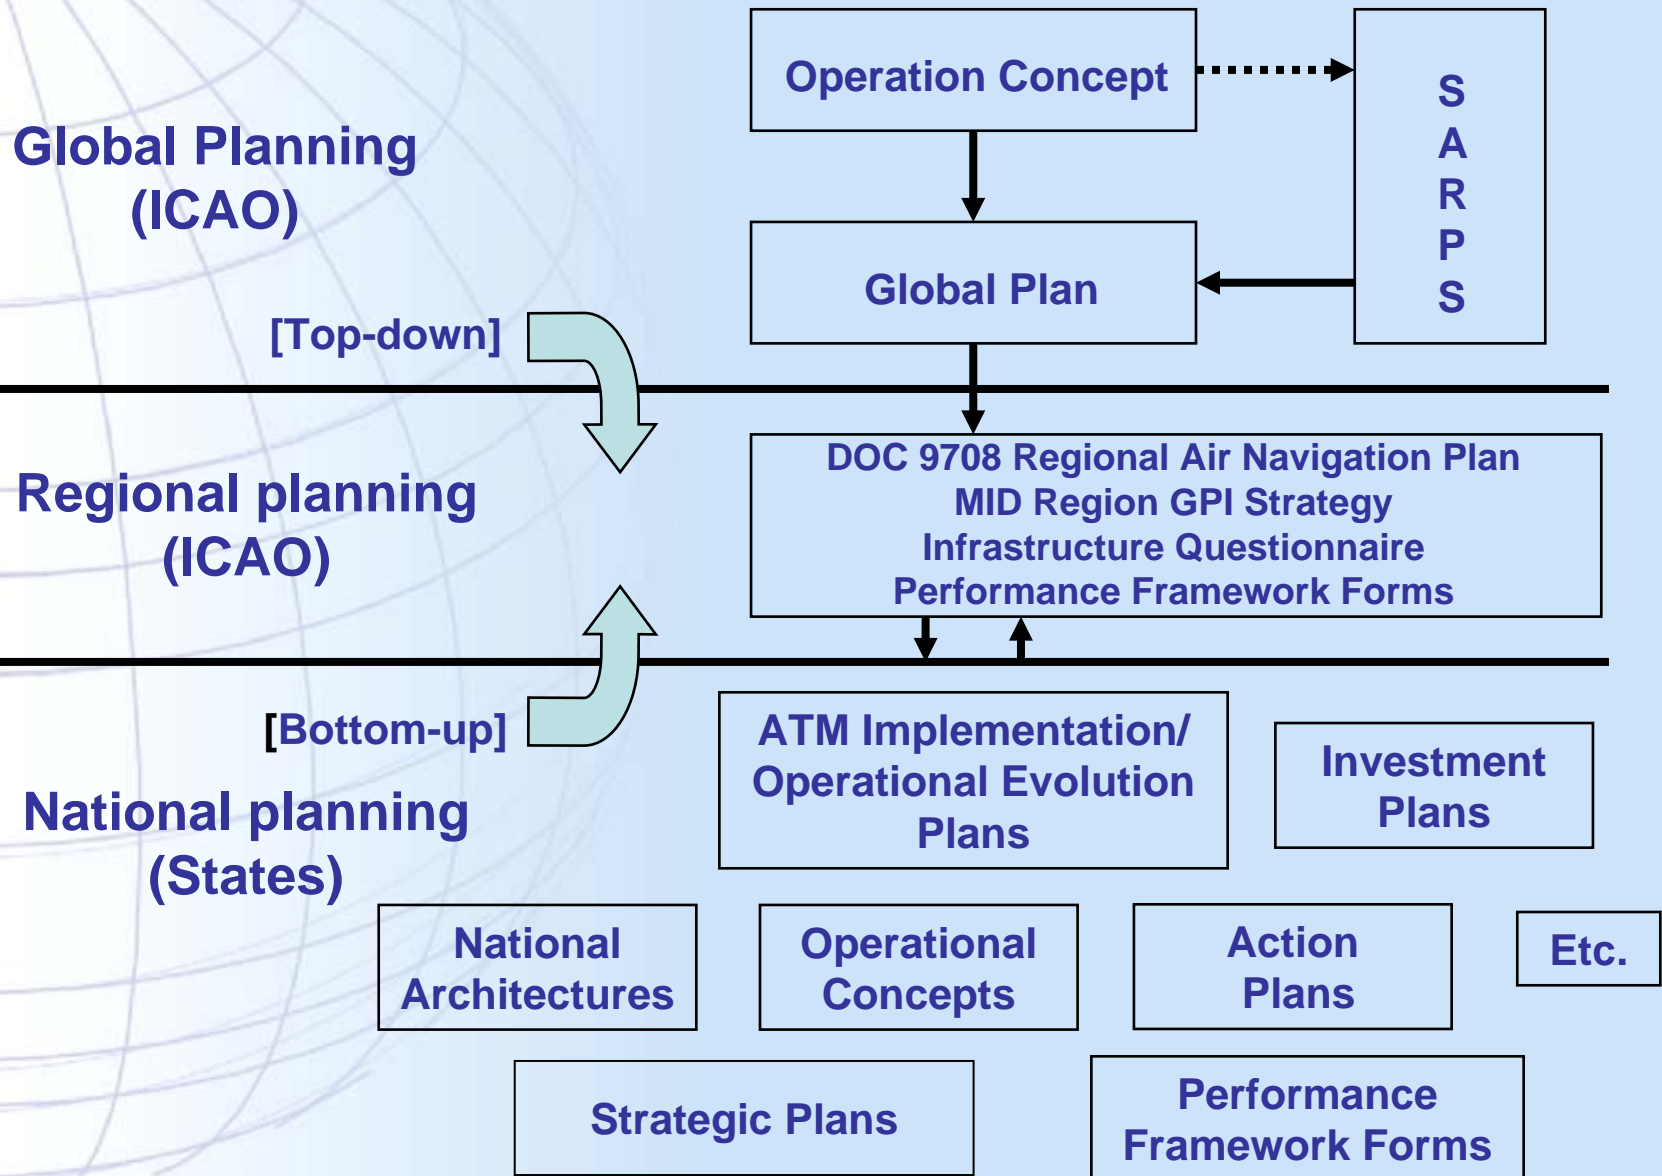 Operation Concept
S
A
R
P
S
Global Planning
(ICAO)
Global Plan
[Top-down]
Regional planning
(ICAO)
DOC 9708 Regional Air Navigation Plan
MID Region GPI Strategy
Infrastructure Questionnaire
Performance Framework Forms
[Bottom-up]
National planning
(States)
ATM Implementation/
Operational Evolution
Plans
Investment
Plans
National
Architectures
Operational
Concepts
Action
Plans
Etc.
Strategic Plans
Performance
Framework Forms